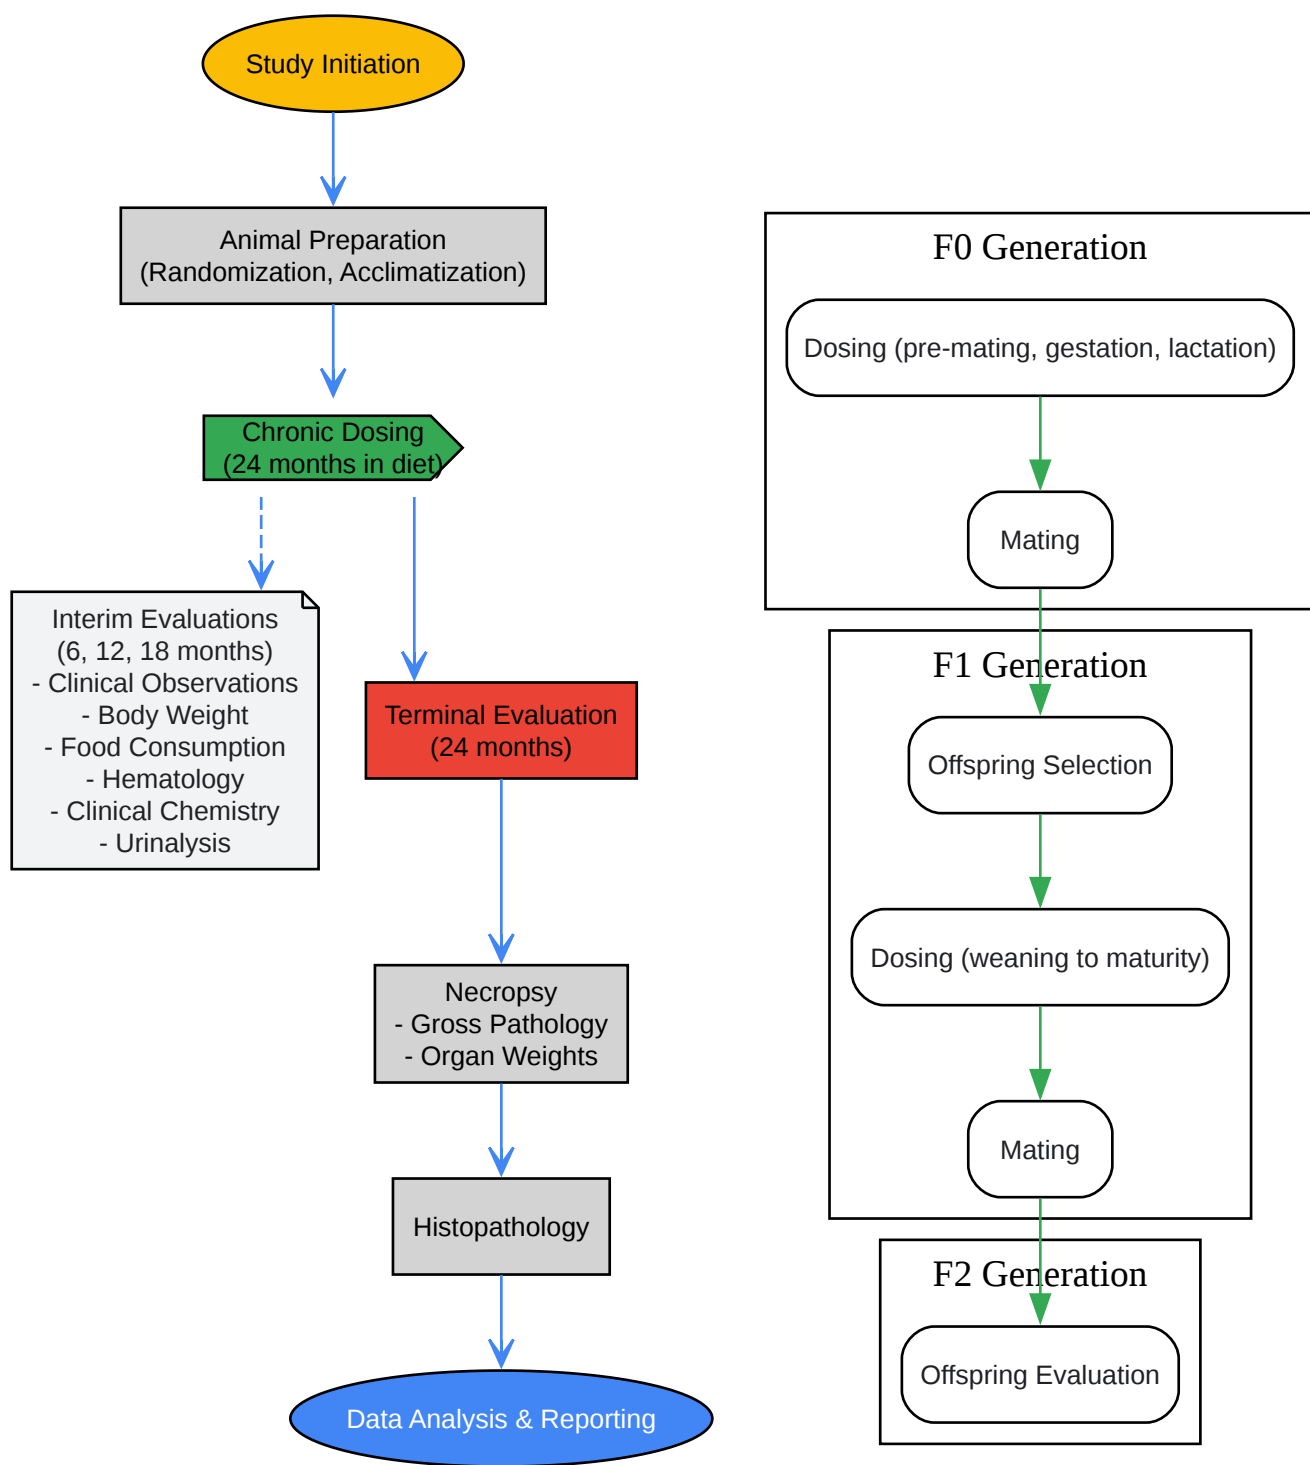 Study Initiation
Animal Preparation
(Randomization, Acclimatization)
Chronic Dosing
(24 months in diet)
Interim Evaluations
(6, 12, 18 months)
- Clinical Observations
- Body Weight
- Food Consumption
- Hematology
- Clinical Chemistry
- Urinalysis
Terminal Evaluation
(24 months)
Necropsy
- Gross Pathology
- Organ Weights
Histopathology
Data Analysis & Reporting
F0 Generation
Dosing (pre-mating, gestation, lactation)
Mating
F1 Generation
Offspring Selection
Dosing (weaning to maturity)
Mating
F2 Generation
Offspring Evaluation